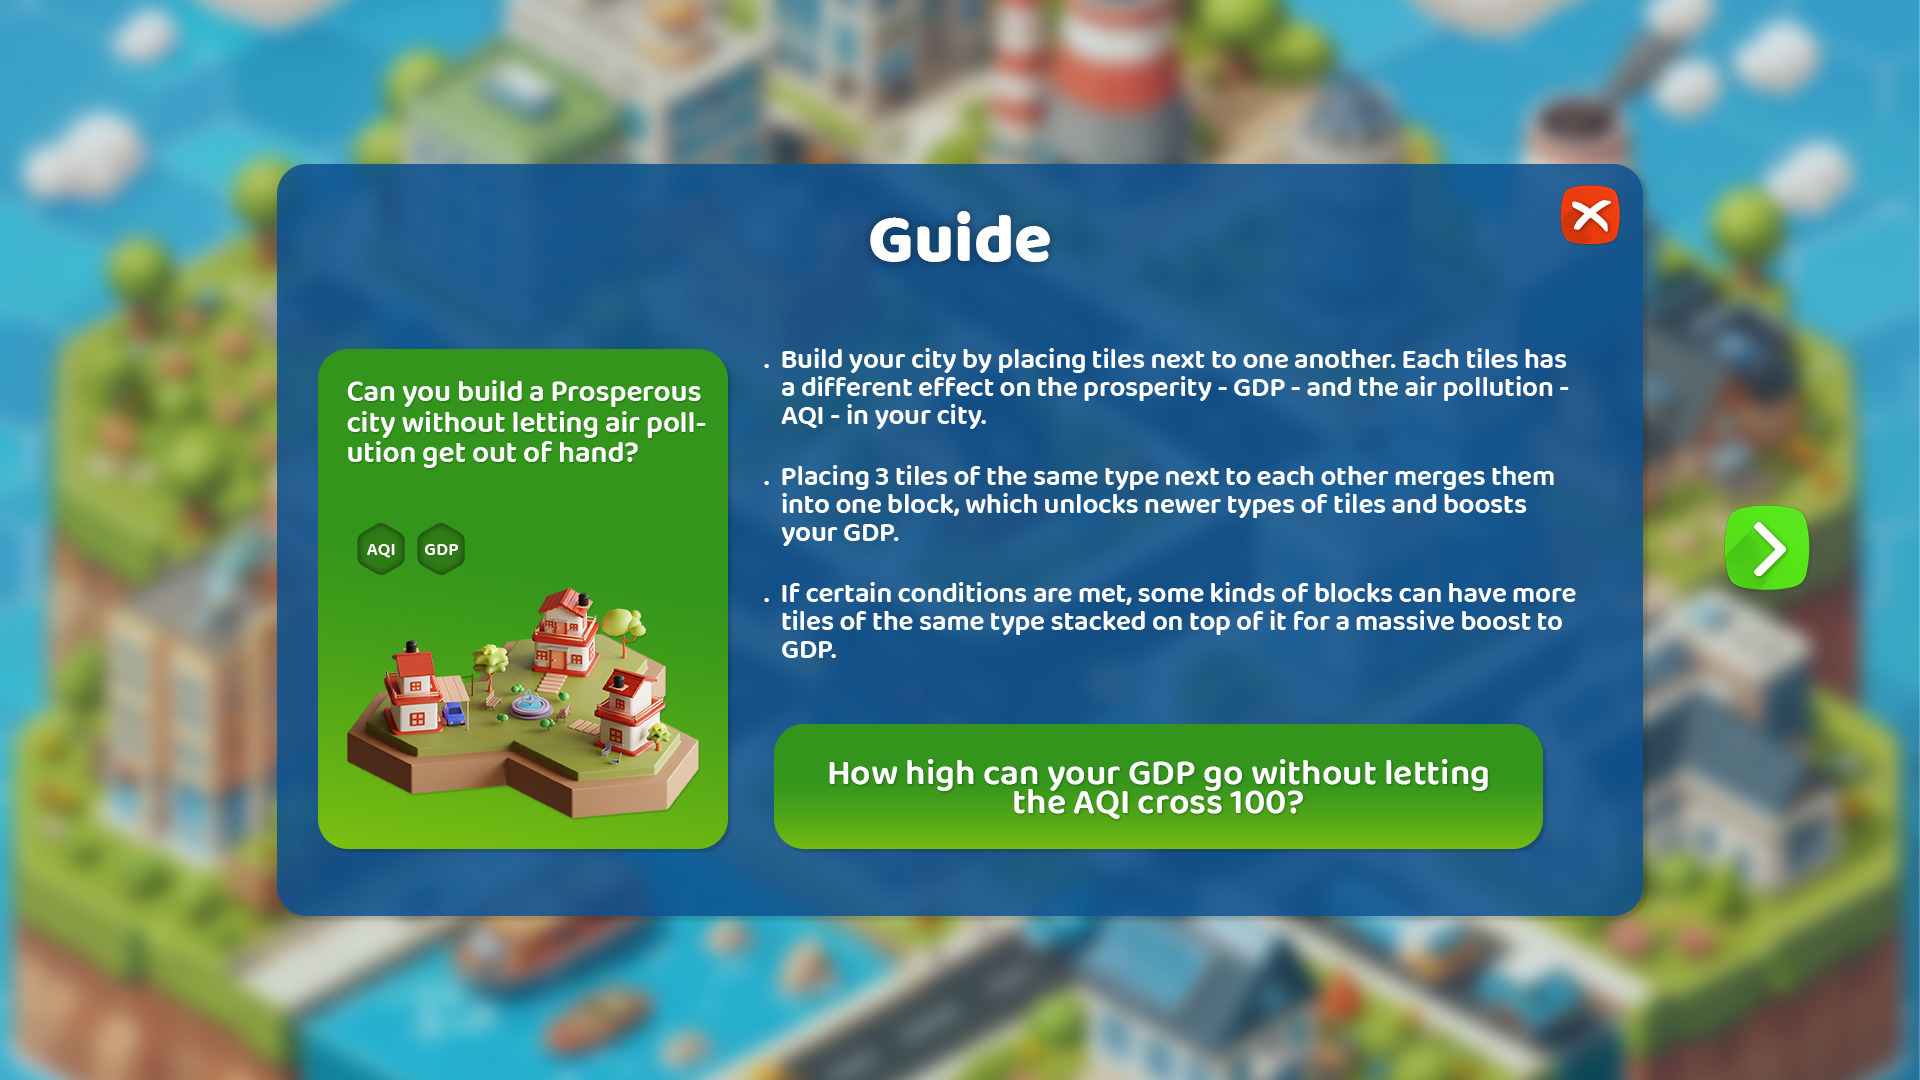 Guide
Can you build a Prosperous
city without letting air poll-
ution get out of hand?
AQI GDP
. Build your city by placing tiles next to one another. Each tiles has
a different effect on the prosperity - GDP - and the air pollution -
AQI - in your city.
. Placing 3 tiles of the same type next to each other merges them
into one block, which unlocks newer types of tiles and boosts
your GDP.
. If certain conditions are met, some kinds of blocks can have more
tiles of the same type stacked on top of it for a massive boost to
GDP.
How high can your GDP go without letting
the AQI cross 100?